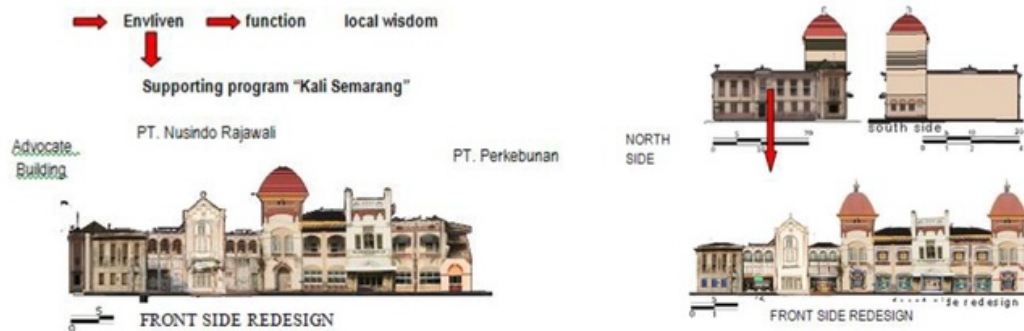 Envliven function local wisdom
Supporting program "Kali Semarang"
PT. Nusindo Rajawali
Advocate
Building
PT. Perkebunan
FRONT SIDE REDESIGN
NORTH
SIDE
south side
FRONT SIDE REDESIGN